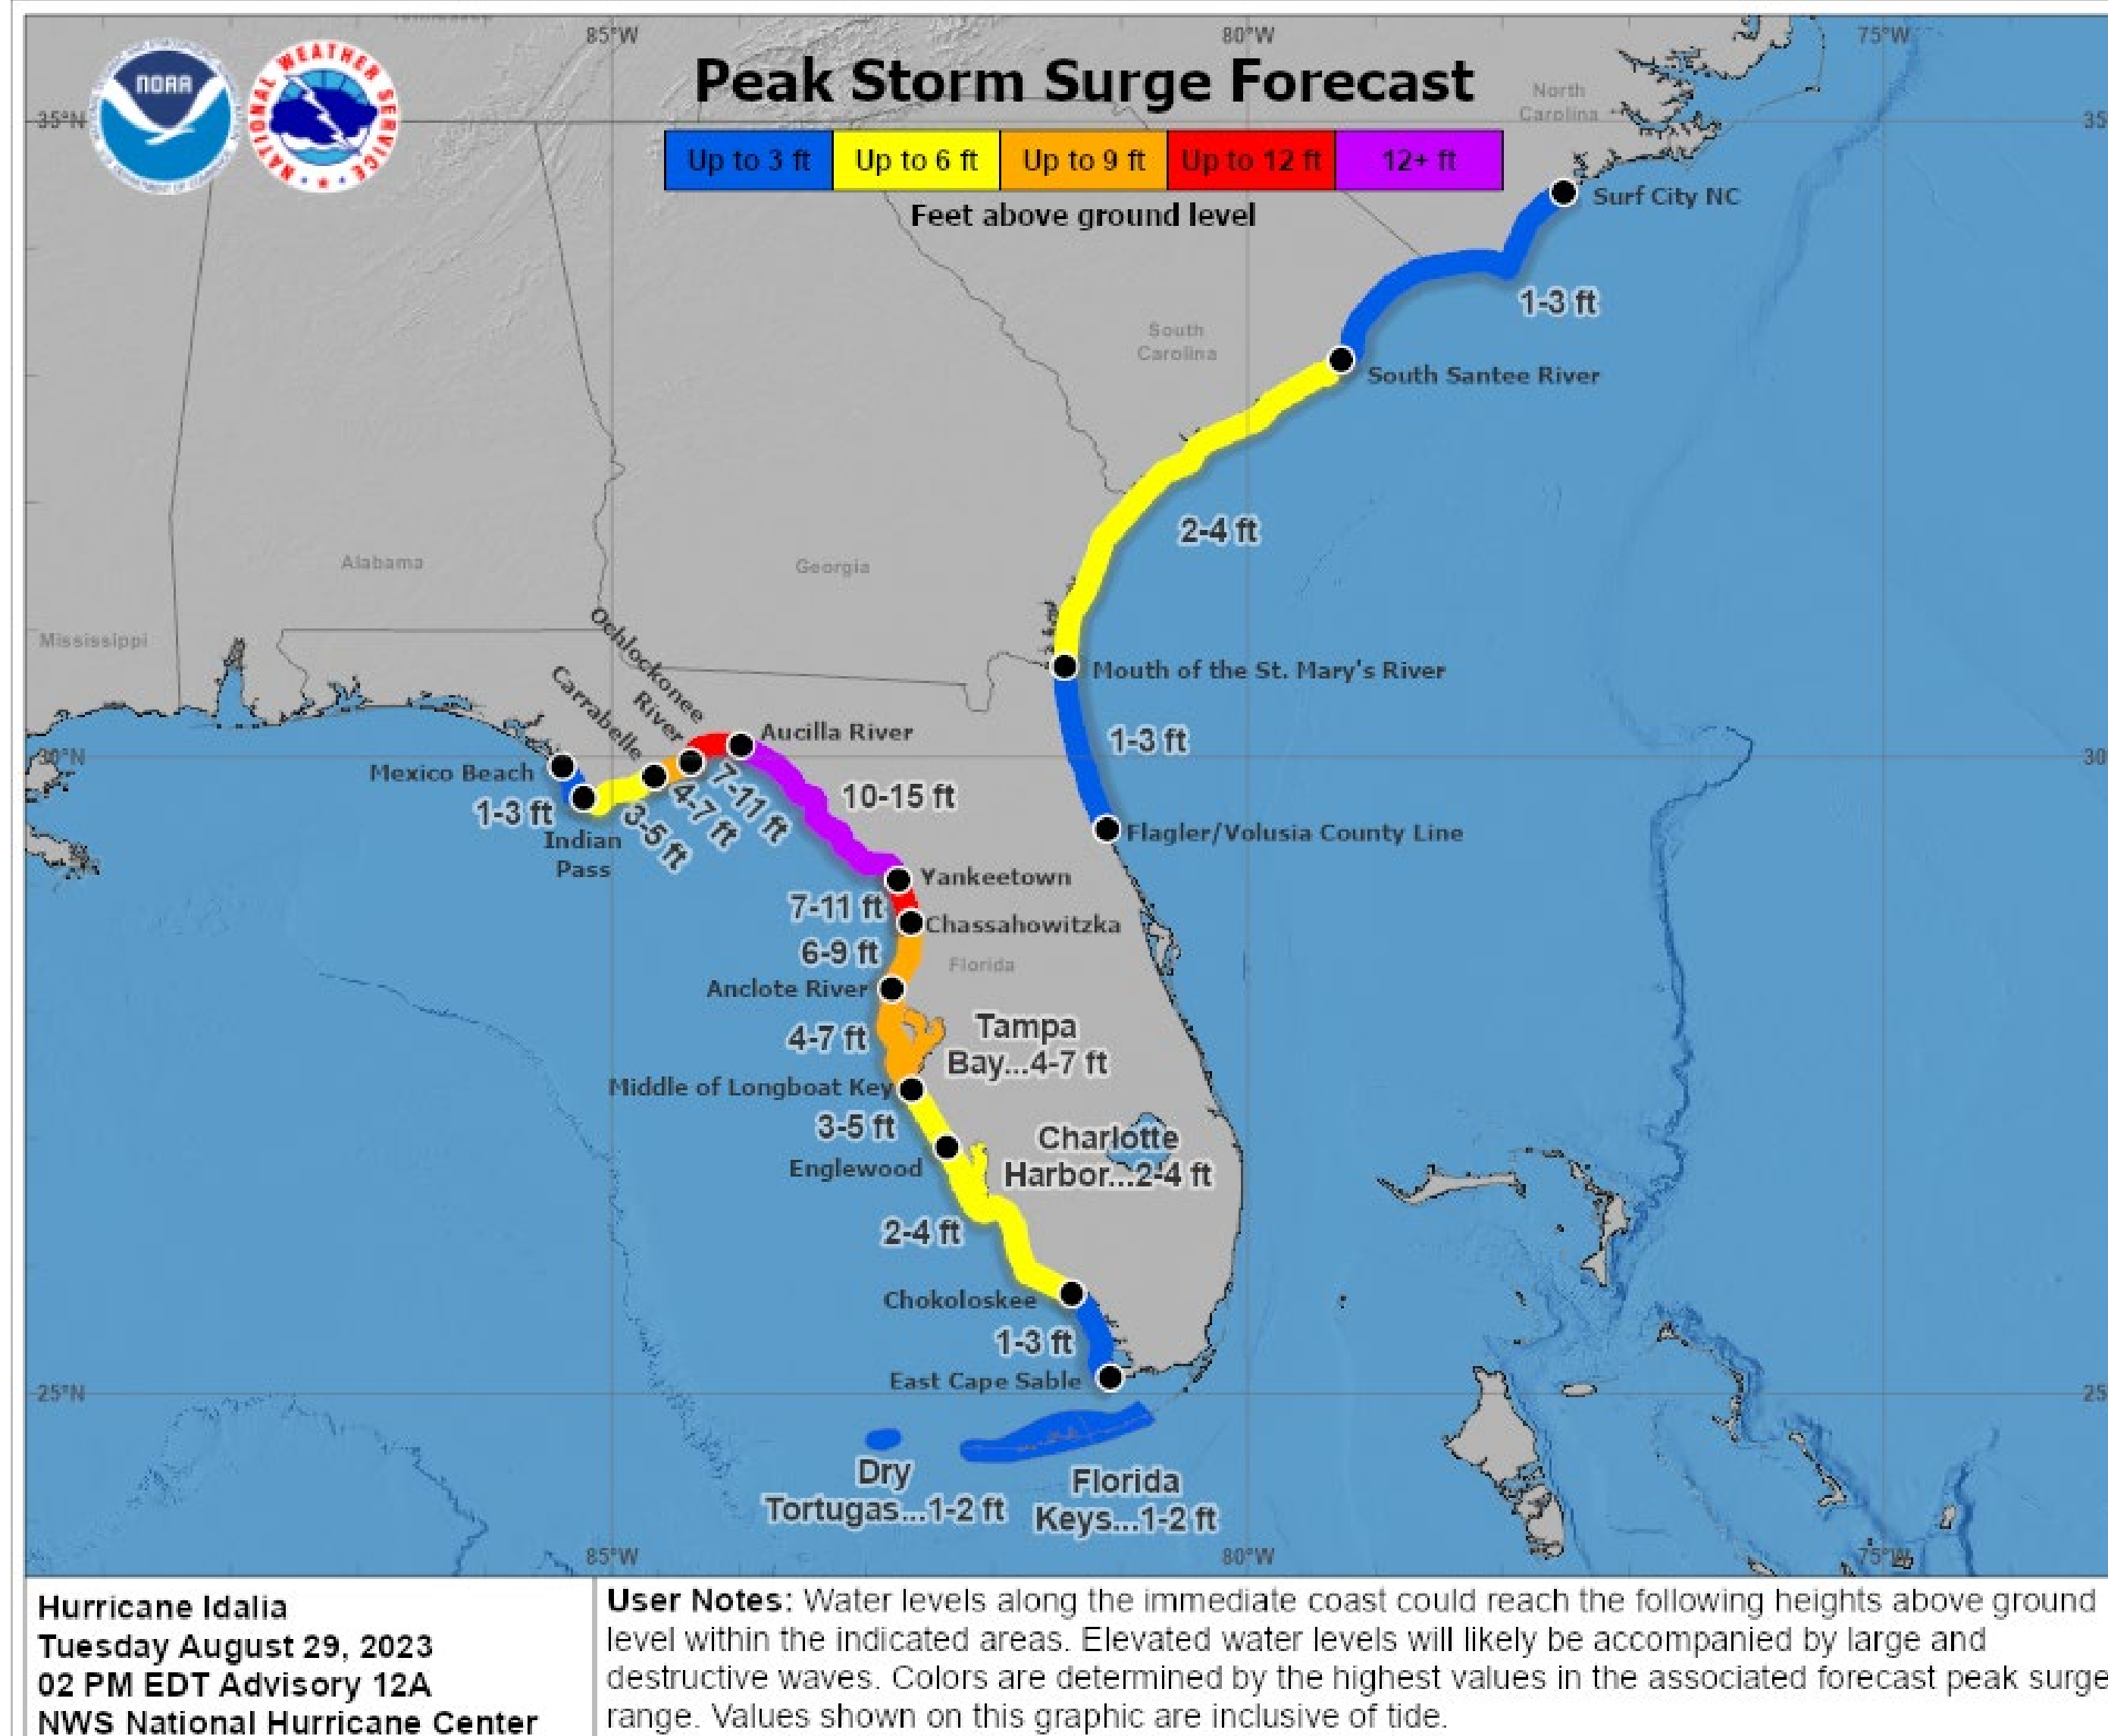 85°W
80°W
75°W
NOAA
NATIONAL WEATHER SERVICE
Peak Storm Surge Forecast
Up to 3 ft
Up to 6 ft
Up to 9 ft
Up to 12 ft
12+ ft
Feet above ground level
35°N
35
North
Carolina
Surf City NC
1-3 ft
South
Carolina
South Santee River
2-4 ft
Alabama
Georgia
Mississippi
Mouth of the St. Mary's River
Ochlockonee
River
Carrabelle
Aucilla River
1-3 ft
30°N
30
Mexico Beach
1-3 ft
Indian
Pass
3-5 ft
4-7 ft
7-11 ft
10-15 ft
Flagler/Volusia County Line
Yankeetown
7-11 ft
Chassahowitzka
6-9 ft
Florida
Anclote River
4-7 ft
Tampa
Bay...4-7 ft
Middle of Longboat Key
3-5 ft
Charlotte
Harbor...2-4 ft
Englewood
2-4 ft
Chokoloskee
1-3 ft
East Cape Sable
25°N
25
Dry
Tortugas...1-2 ft
Florida
Keys...1-2 ft
85°W
80°W
75°W
Hurricane Idalia
Tuesday August 29, 2023
02 PM EDT Advisory 12A
NWS National Hurricane Center
User Notes: Water levels along the immediate coast could reach the following heights above ground
level within the indicated areas. Elevated water levels will likely be accompanied by large and
destructive waves. Colors are determined by the highest values in the associated forecast peak surge
range. Values shown on this graphic are inclusive of tide.